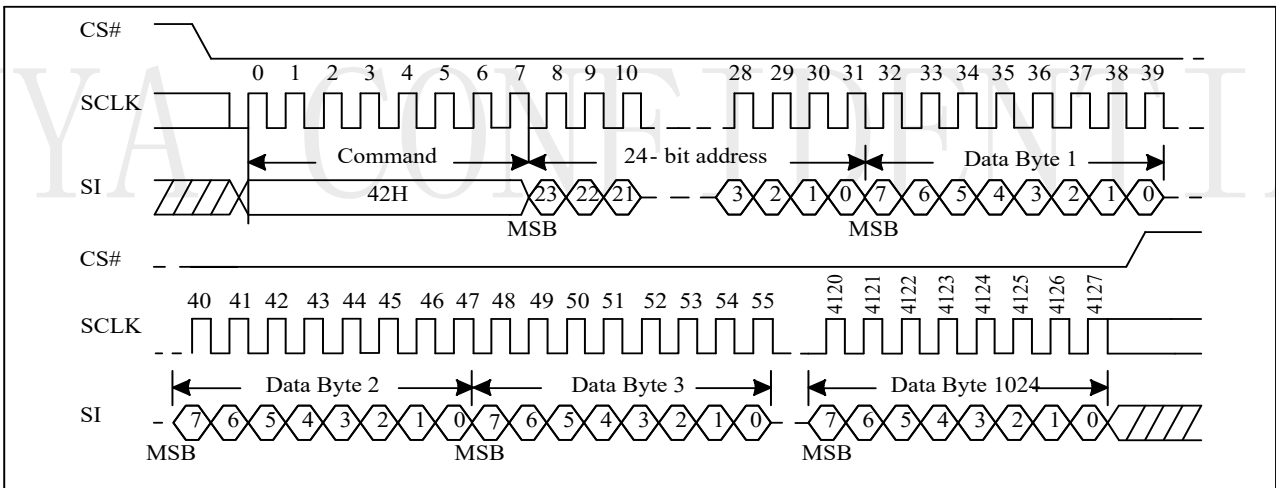 CS#
0 1 2 3 4 5 6 7 8 9 10 28 29 30 31 32 33 34 35 36 37 38 39
SCLK
YA CONFIDENTIA
Command 24- bit address Data Byte 1
SI 42H 23 22 21 3 2 1 0 7 6 5 4 3 2 1 0
MSB MSB
CS#
40 41 42 43 44 45 46 47 48 49 50 51 52 53 54 55 4120 4121 4122 4123 4124 4125 4126 4127
SCLK
Data Byte 2 Data Byte 3 Data Byte 1024
SI 7 6 5 4 3 2 1 0 7 6 5 4 3 2 1 0 7 6 5 4 3 2 1 0
MSB MSB MSB